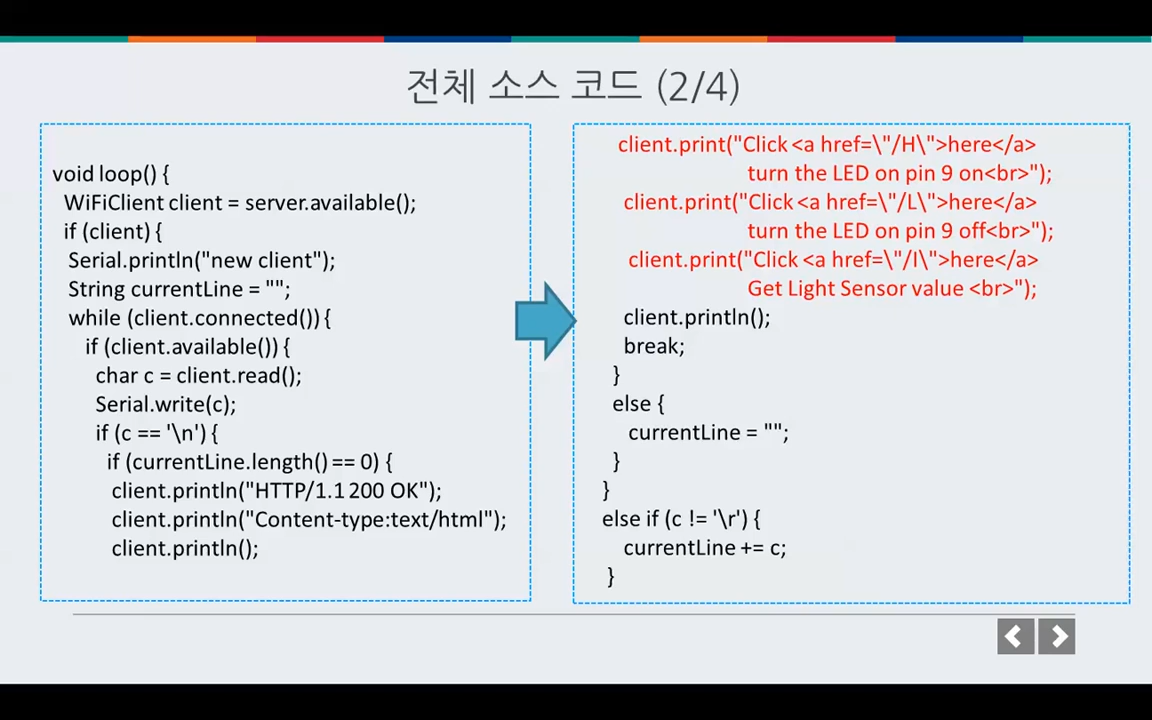 전체 소스 코드 (2/4)
void loop() {
WiFiClient client = server.available();
if (client) {
Serial.println("new client");
String currentLine = "";
while (client.connected()) {
if (client.available()) {
char c = client.read();
Serial.write(c);
if (c == '\n') {
if (currentLine.length() == 0) {
client.println("HTTP/1.1 200 OK");
client.println("Content-type:text/html");
client.println();
client.print("Click <a href=\"/H\">here</a>
turn the LED on pin 9 on<br>");
client.print("Click <a href=\"/L\">here</a>
turn the LED on pin 9 off<br>");
client.print("Click <a href=\"/I\">here</a>
Get Light Sensor value <br>");
client.println();
break;
}
else {
currentLine = "";
}
}
else if (c != '\r') {
currentLine += c;
}